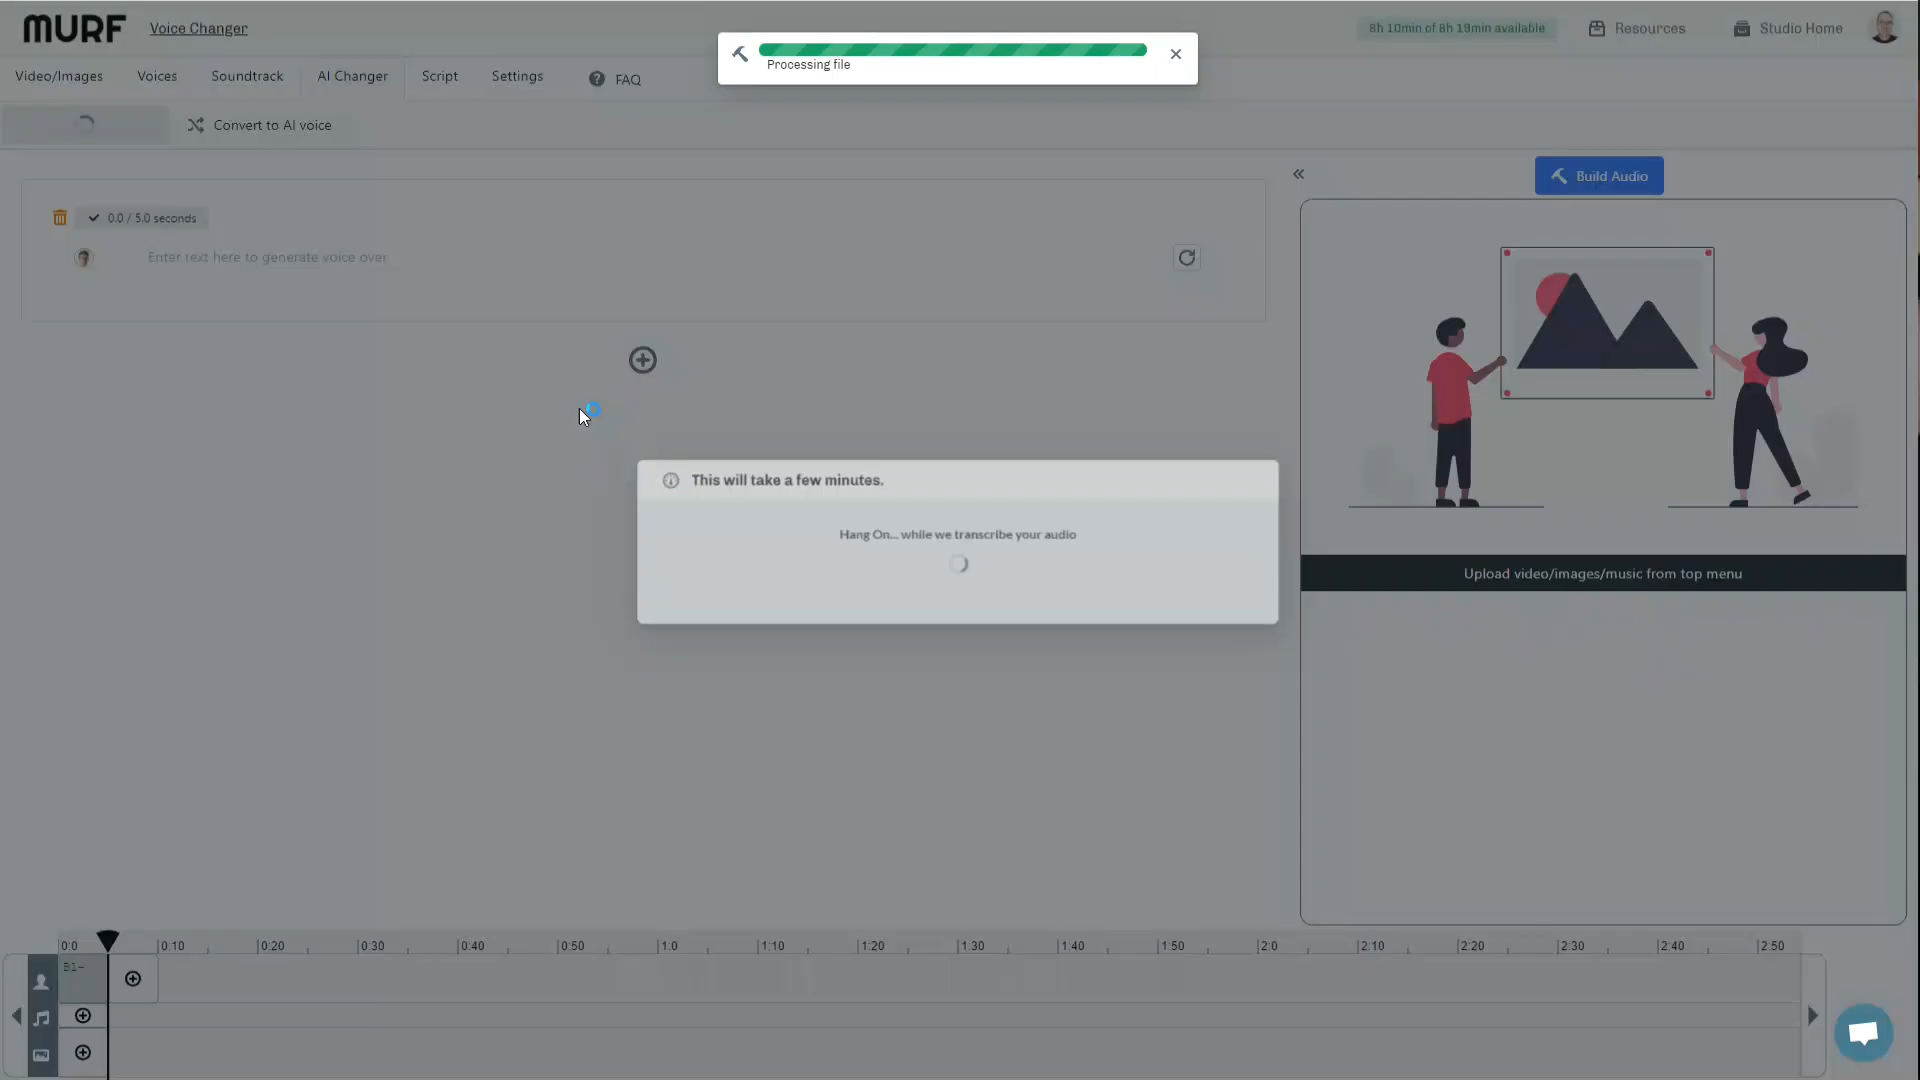 MURF
Voice Changer
8h 10min of 8h 19min available
Resources
Studio Home
Processing file
Video/Images
Voices
Soundtrack
AI Changer
Script
Settings
FAQ
Convert to AI voice
Build Audio
0.0 / 5.0 seconds
Enter text here to generate voice over
This will take a few minutes.
Hang On... while we transcribe your audio
Upload video/images/music from top menu
0:0
0:10
0:20
0:30
0:40
0:50
1:0
1:10
1:20
1:30
1:40
1:50
2:0
2:10
2:20
2:30
2:40
2:50
B1-